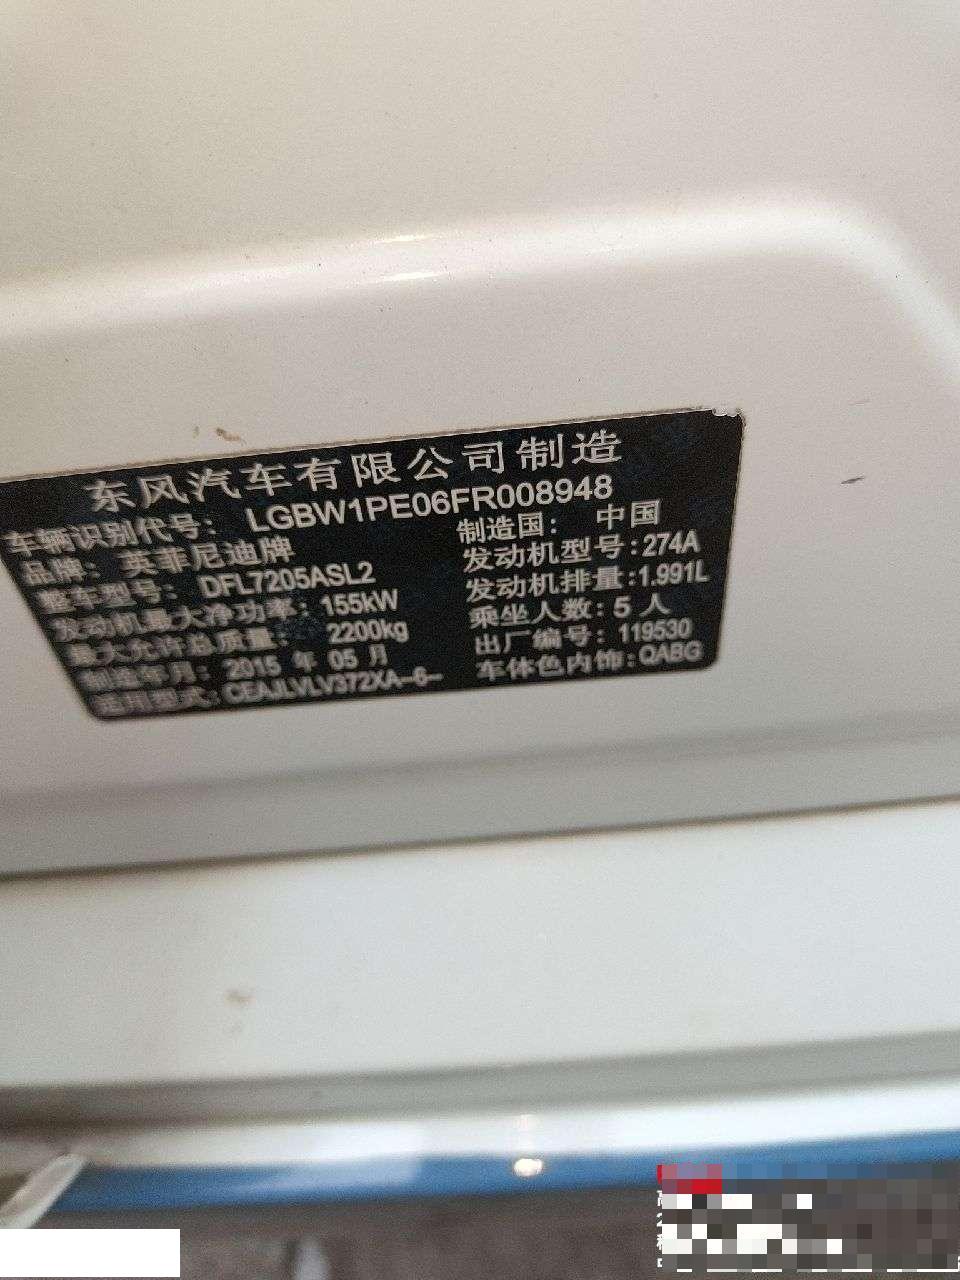 东风汽车有限公司制造
车辆识别代号： LGBW1PE06FR008948
品牌： 英菲尼迪牌 制造国： 中国
整车型号： DFL7205ASL2 发动机型号：274A
发动机最大净功率：155kW 发动机排量：1.991L
最大允许总质量： 2200kg 乘坐人数：5 人
制造年月：2015 年 05 月 出厂编号：119530
适用型式：CEAJLVLV372XA-6- 车体色内饰：QABG